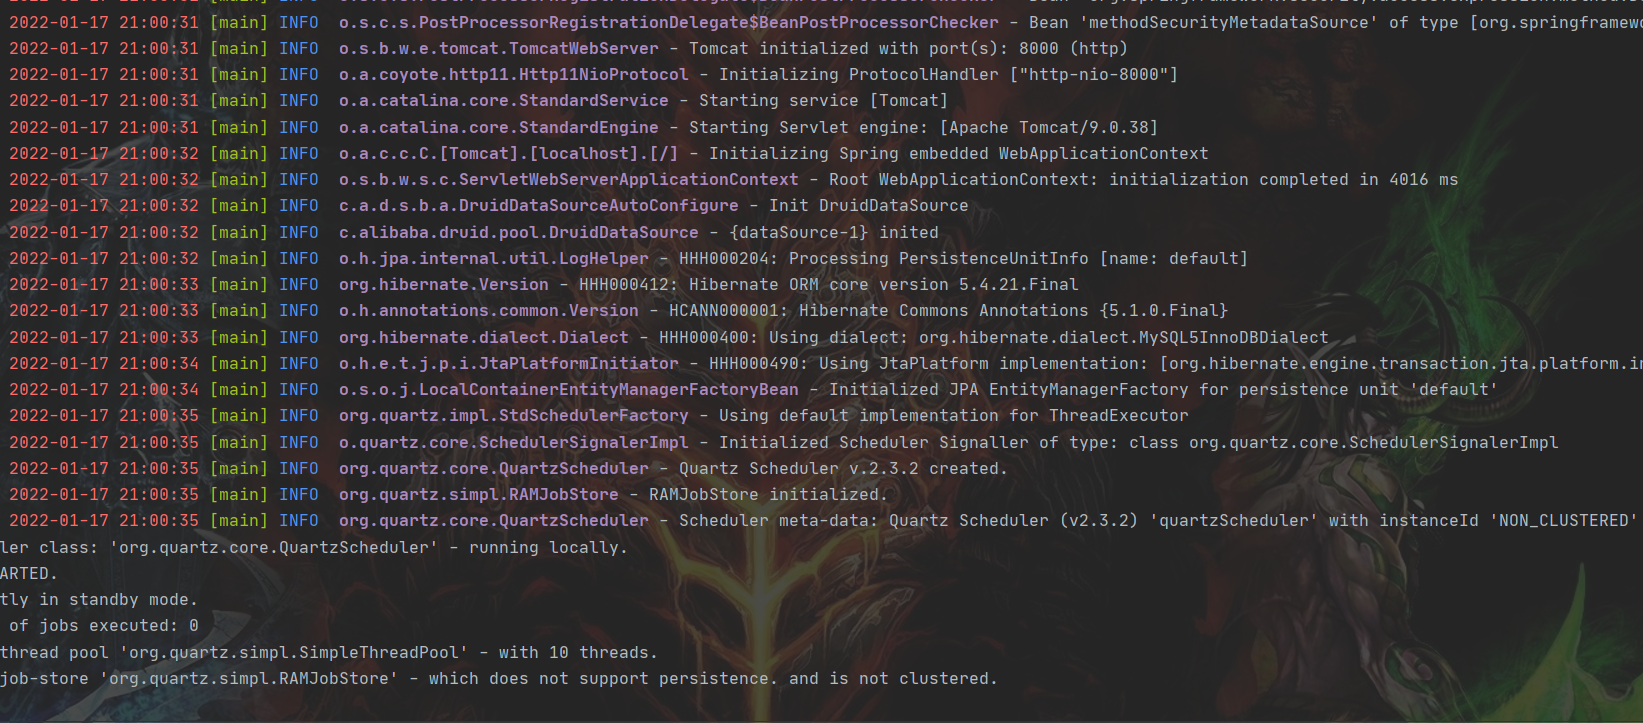 2022-01-17 21:00:31 [main] INFO o.s.c.s.PostProcessorRegistrationDelegate$BeanPostProcessorChecker - Bean 'methodSecurityMetadataSource' of type [org.springframewo
2022-01-17 21:00:31 [main] INFO o.s.b.w.e.tomcat.TomcatWebServer - Tomcat initialized with port(s): 8000 (http)
2022-01-17 21:00:31 [main] INFO o.a.coyote.http11.Http11NioProtocol - Initializing ProtocolHandler ["http-nio-8000"]
2022-01-17 21:00:31 [main] INFO o.a.catalina.core.StandardService - Starting service [Tomcat]
2022-01-17 21:00:31 [main] INFO o.a.catalina.core.StandardEngine - Starting Servlet engine: [Apache Tomcat/9.0.38]
2022-01-17 21:00:32 [main] INFO o.a.c.c.C.[Tomcat].[localhost].[/] - Initializing Spring embedded WebApplicationContext
2022-01-17 21:00:32 [main] INFO o.s.b.w.s.c.ServletWebServerApplicationContext - Root WebApplicationContext: initialization completed in 4016 ms
2022-01-17 21:00:32 [main] INFO c.a.d.s.b.a.DruidDataSourceAutoConfigure - Init DruidDataSource
2022-01-17 21:00:32 [main] INFO c.alibaba.druid.pool.DruidDataSource - {dataSource-1} inited
2022-01-17 21:00:32 [main] INFO o.h.jpa.internal.util.LogHelper - HHH000204: Processing PersistenceUnitInfo [name: default]
2022-01-17 21:00:33 [main] INFO org.hibernate.Version - HHH000412: Hibernate ORM core version 5.4.21.Final
2022-01-17 21:00:33 [main] INFO o.h.annotations.common.Version - HCANN000001: Hibernate Commons Annotations {5.1.0.Final}
2022-01-17 21:00:33 [main] INFO org.hibernate.dialect.Dialect - HHH000400: Using dialect: org.hibernate.dialect.MySQL5InnoDBDialect
2022-01-17 21:00:34 [main] INFO o.h.e.t.j.p.i.JtaPlatformInitiator - HHH000490: Using JtaPlatform implementation: [org.hibernate.engine.transaction.jta.platform.in
2022-01-17 21:00:34 [main] INFO o.s.o.j.LocalContainerEntityManagerFactoryBean - Initialized JPA EntityManagerFactory for persistence unit 'default'
2022-01-17 21:00:35 [main] INFO org.quartz.impl.StdSchedulerFactory - Using default implementation for ThreadExecutor
2022-01-17 21:00:35 [main] INFO o.quartz.core.SchedulerSignalerImpl - Initialized Scheduler Signaller of type: class org.quartz.core.SchedulerSignalerImpl
2022-01-17 21:00:35 [main] INFO org.quartz.core.QuartzScheduler - Quartz Scheduler v.2.3.2 created.
2022-01-17 21:00:35 [main] INFO org.quartz.simpl.RAMJobStore - RAMJobStore initialized.
2022-01-17 21:00:35 [main] INFO org.quartz.core.QuartzScheduler - Scheduler meta-data: Quartz Scheduler (v2.3.2) 'quartzScheduler' with instanceId 'NON_CLUSTERED'
ler class: 'org.quartz.core.QuartzScheduler' - running locally.
ARTED.
tly in standby mode.
of jobs executed: 0
thread pool 'org.quartz.simpl.SimpleThreadPool' - with 10 threads.
job-store 'org.quartz.simpl.RAMJobStore' - which does not support persistence. and is not clustered.